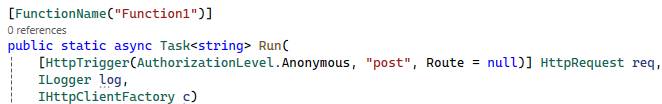 [FunctionName("Function1")]
0 references
public static async Task<string> Run(
[HttpTrigger(AuthorizationLevel.Anonymous, "post", Route = null)] HttpRequest req,
ILogger log,
IHttpClientFactory c)